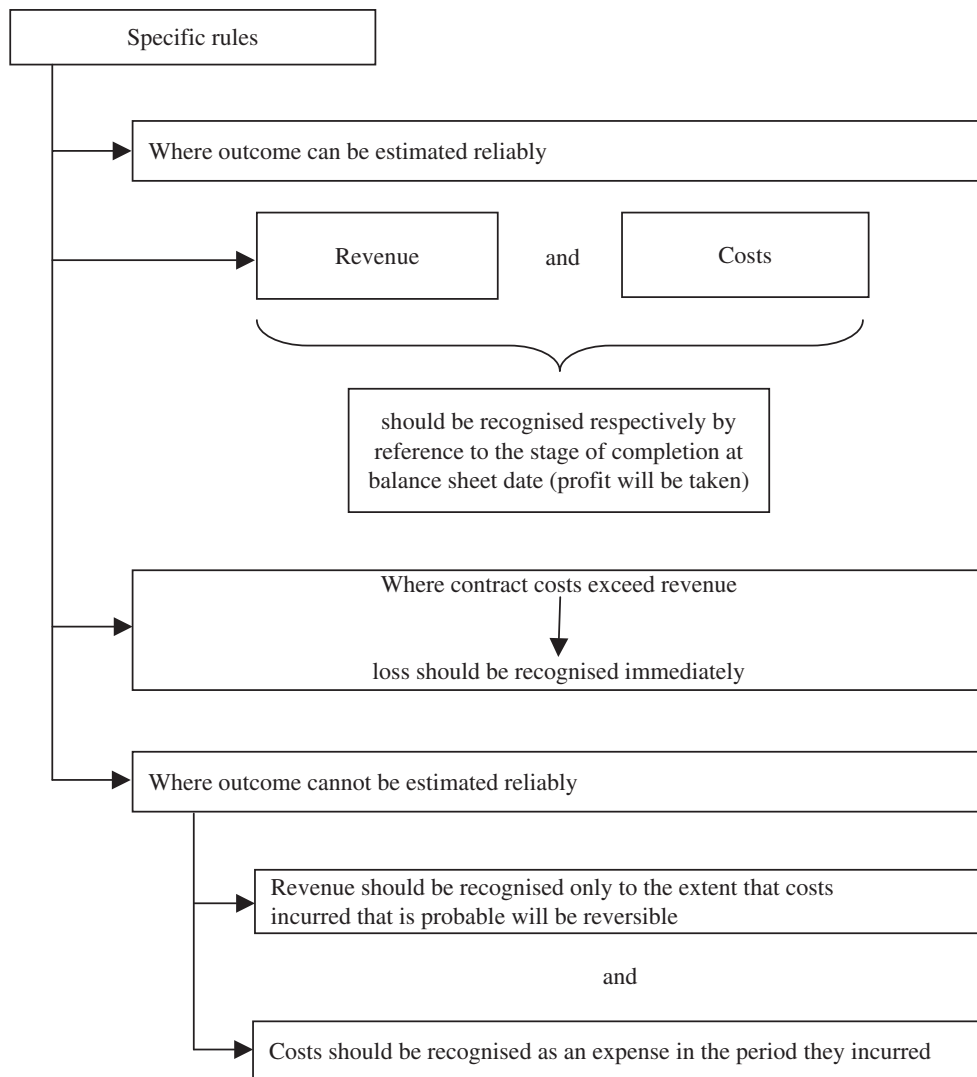 Specific rules
Where outcome can be estimated reliably
Revenue and Costs
should be recognised respectively by
reference to the stage of completion at
balance sheet date (profit will be taken)
Where contract costs exceed revenue
loss should be recognised immediately
Where outcome cannot be estimated reliably
Revenue should be recognised only to the extent that costs
incurred that is probable will be reversible
and
Costs should be recognised as an expense in the period they incurred